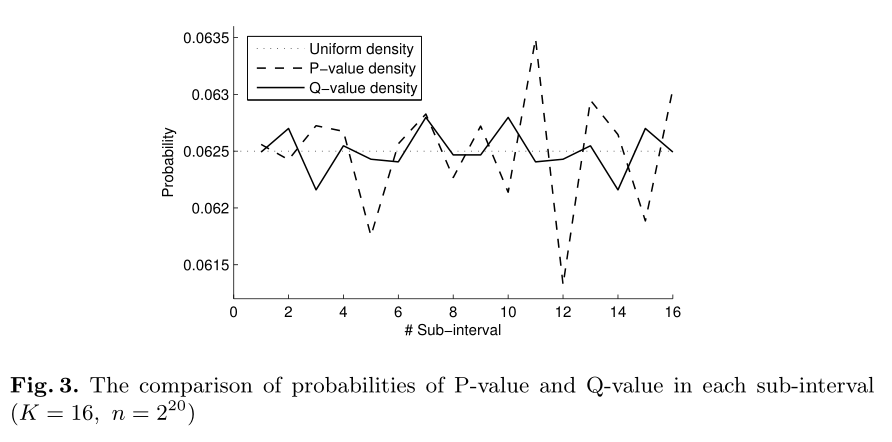 0.0635
0.063
0.0625
0.062
0.0615
Probability
Uniform density
P−value density
Q−value density
0 2 4 6 8 10 12 14 16
# Sub−interval
Fig. 3. The comparison of probabilities of P-value and Q-value in each sub-interval
(K = 16, n = 2²⁰)